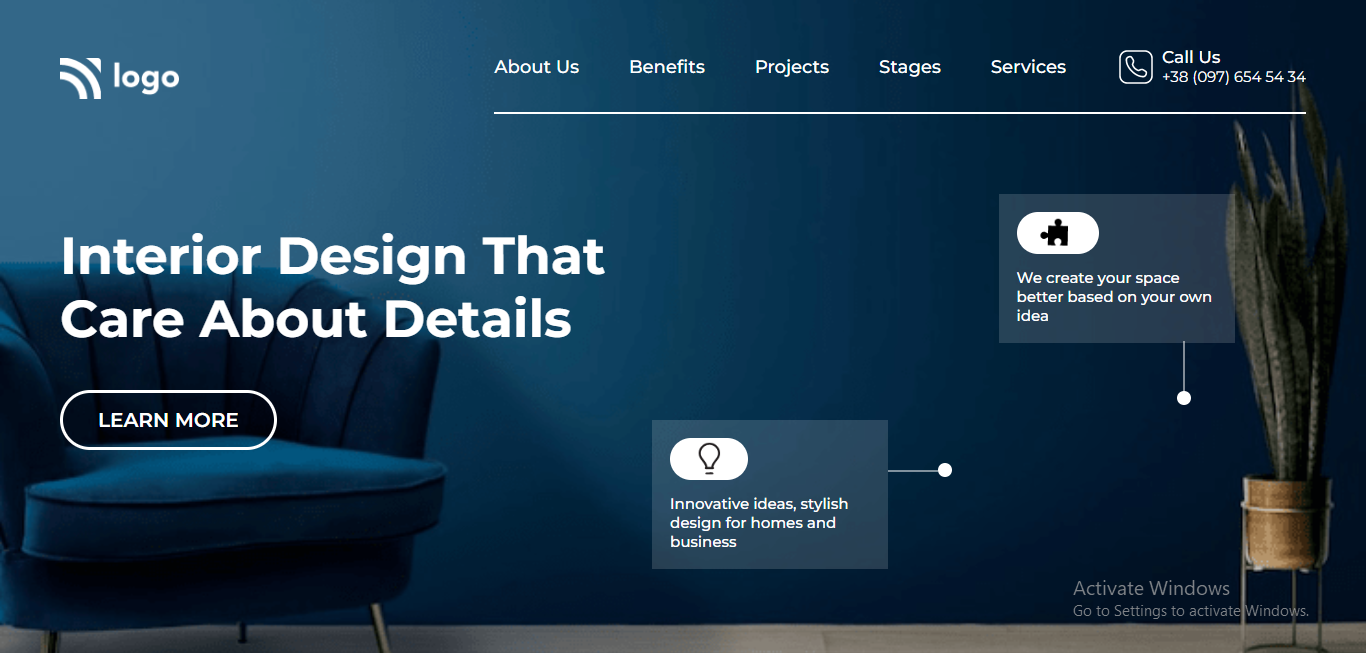 logo
About Us
Benefits
Projects
Stages
Services
Call Us
+38 (097) 654 54 34
Interior Design That
Care About Details
LEARN MORE
We create your space
better based on your own
idea
Innovative ideas, stylish
design for homes and
business
Activate Windows
Go to Settings to activate Windows.